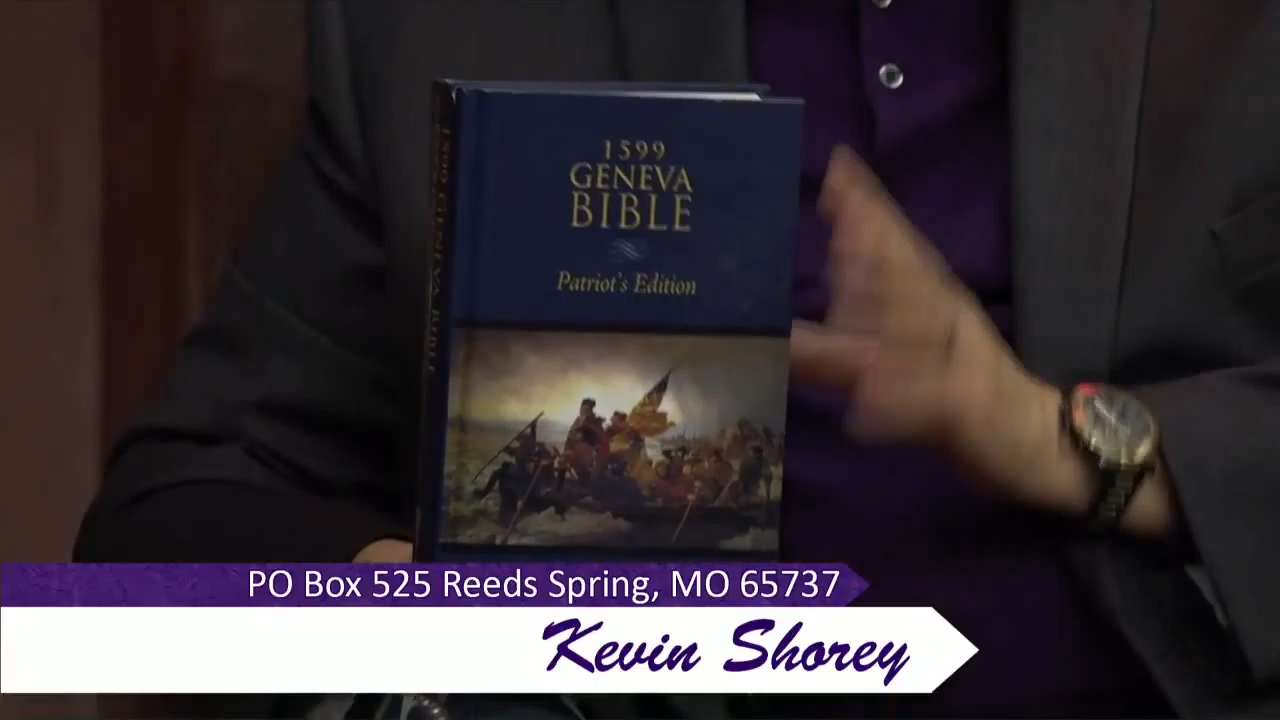 1599
GENEVA
BIBLE
Patriot's Edition
1599 GENEVA BIBLE
PO Box 525 Reeds Spring, MO 65737
Kevin Shorey